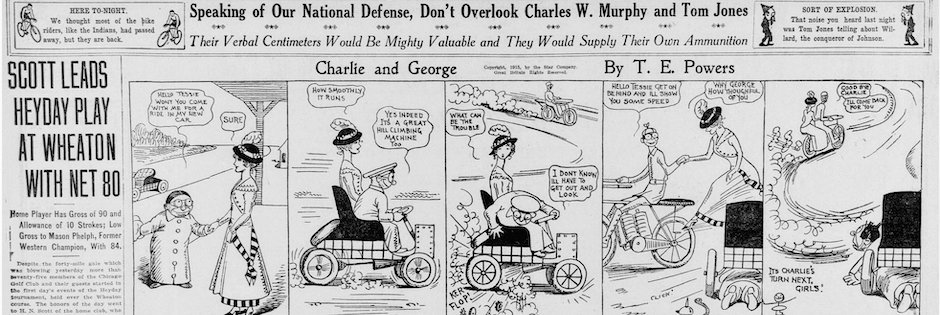 HERE TO-NIGHT.
We thought most of the bike
riders, like the Indians, had passed
away, but they are back.
Speaking of Our National Defense, Don't Overlook Charles W. Murphy and Tom Jones
Their Verbal Centimeters Would Be Mighty Valuable and They Would Supply Their Own Ammunition
SORT OF EXPLOSION.
That noise you heard last night
was Tom Jones telling about Wil-
lard, the conqueror of Johnson.
SCOTT LEADS
HEYDAY PLAY
AT WHEATON
WITH NET 80
Home Player Has Gross of 90 and
Allowance of 10 Strokes; Low
Gross to Mason Phelph, Former
Western Champion, With 84.
Despite the forty-mile gale which
was blowing yesterday more than
seventy-five members of the Chicago
Golf Club and their guests started in
the first day's events of the Heyday
tournament, held over the Wheaton
course. The honors of the day went
to H. N. Scott of the home club, who
Charlie and George
Copyright, 1915, by the Star Company.
Great Britain Rights Reserved.
By T. E. Powers
HELLO TESSIE
WONT YOU COME
WITH ME FOR A
RIDE IN MY NEW
CAR
SURE
HOW SMOOTHLY
IT RUNS
YES INDEED
ITS A GREAT
HILL CLIMBING
MACHINE
TOO
WHAT CAN
BE THE
TROUBLE
I DONT KNOW
ILL HAVE TO
GET OUT AND
LOOK
KER
FLOP
HELLO TESSIE GET ON
BEHIND AND ILL SHOW
YOU SOME SPEED
WHY GEORGE
HOW THOUGHTFUL
OF YOU
CLICK
GOOD BYE
CHARLIE
I'LL COME BACK
FOR YOU
ITS CHARLIE'S
TURN NEXT,
GIRLS!